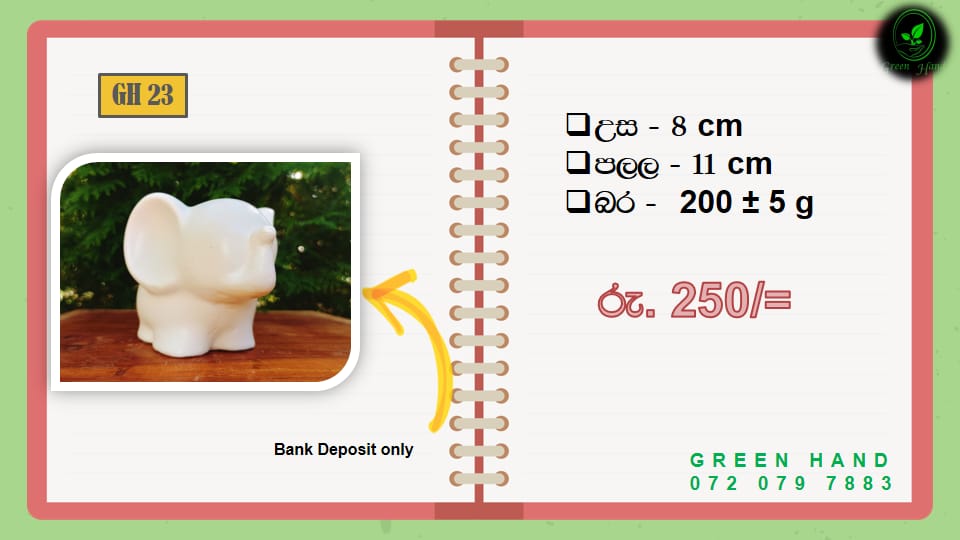 GH 23
❑උස - 8 cm
❑පලල - 11 cm
❑බර - 200 ± 5 g
රු. 250/=
Bank Deposit only
GREEN HAND
072 079 7883
Green Hand